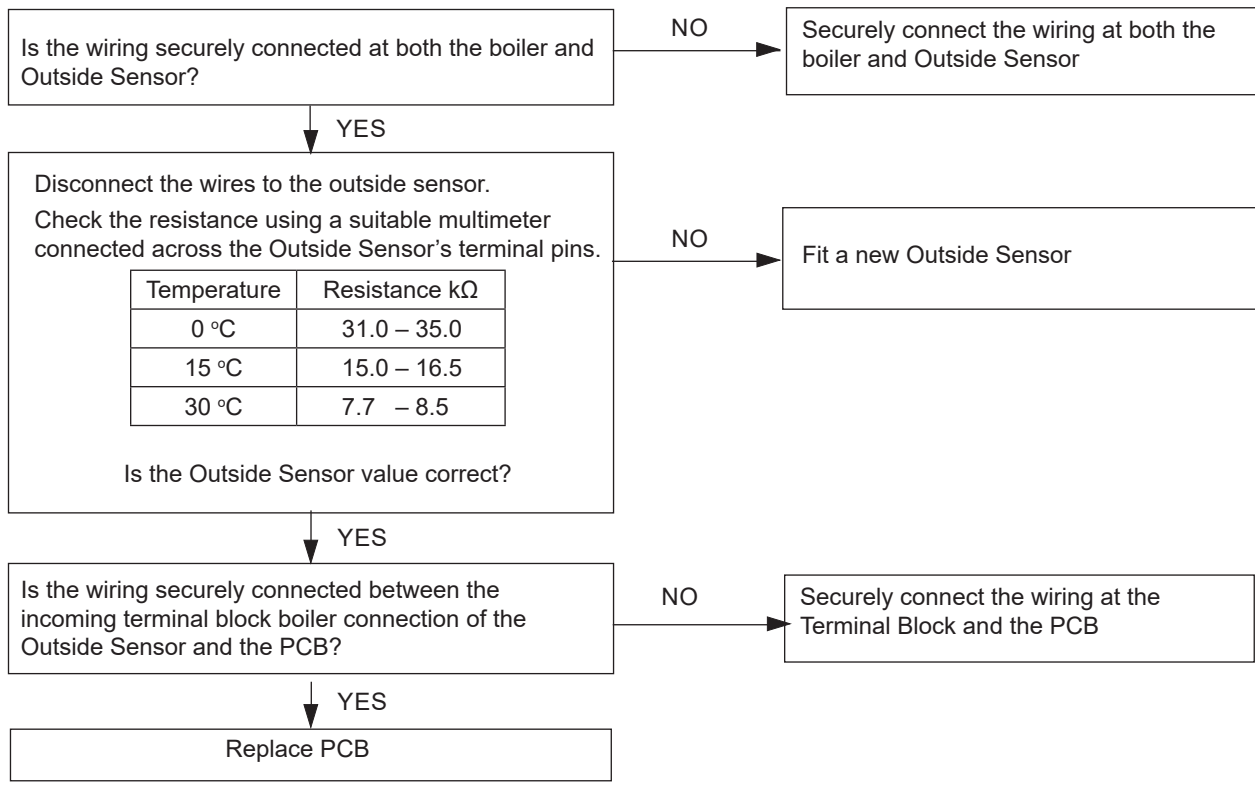 Is the wiring securely connected at both the boiler and
Outside Sensor?
NO
Securely connect the wiring at both the
boiler and Outside Sensor
YES
Disconnect the wires to the outside sensor.
Check the resistance using a suitable multimeter
connected across the Outside Sensor’s terminal pins.
NO
Fit a new Outside Sensor
Temperature Resistance kΩ
0 ºC 31.0 – 35.0
15 ºC 15.0 – 16.5
30 ºC 7.7 – 8.5
Is the Outside Sensor value correct?
YES
Is the wiring securely connected between the
incoming terminal block boiler connection of the
Outside Sensor and the PCB?
NO
Securely connect the wiring at the
Terminal Block and the PCB
YES
Replace PCB